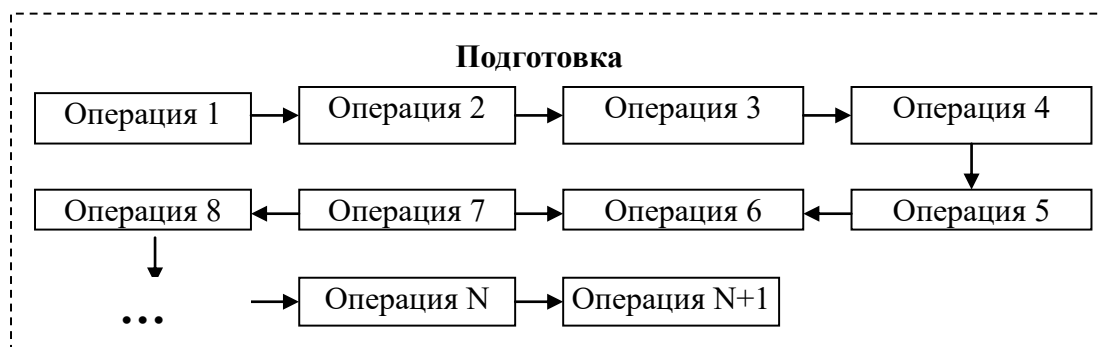 Подготовка
Операция 1
Операция 2
Операция 3
Операция 4
Операция 8
Операция 7
Операция 6
Операция 5
...
Операция N
Операция N+1